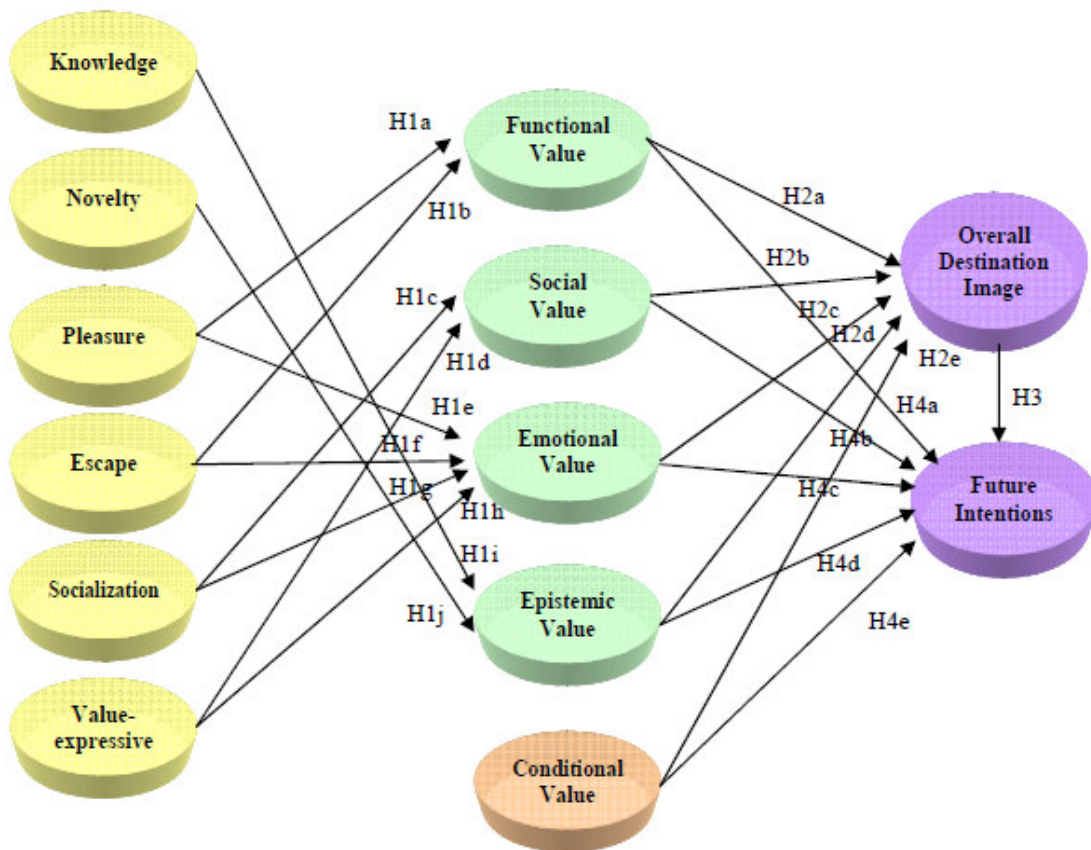 Knowledge
Novelty
Pleasure
Escape
Socialization
Value-
expressive
H1a
H1b
H1c
H1d
H1e
H1f
H1g
H1h
H1i
H1j
Functional
Value
Social
Value
Emotional
Value
Epistemic
Value
Conditional
Value
H2a
H2b
H2c
H2d
H2e
H4a
H4b
H4c
H4d
H4e
Overall
Destination
Image
H3
Future
Intentions